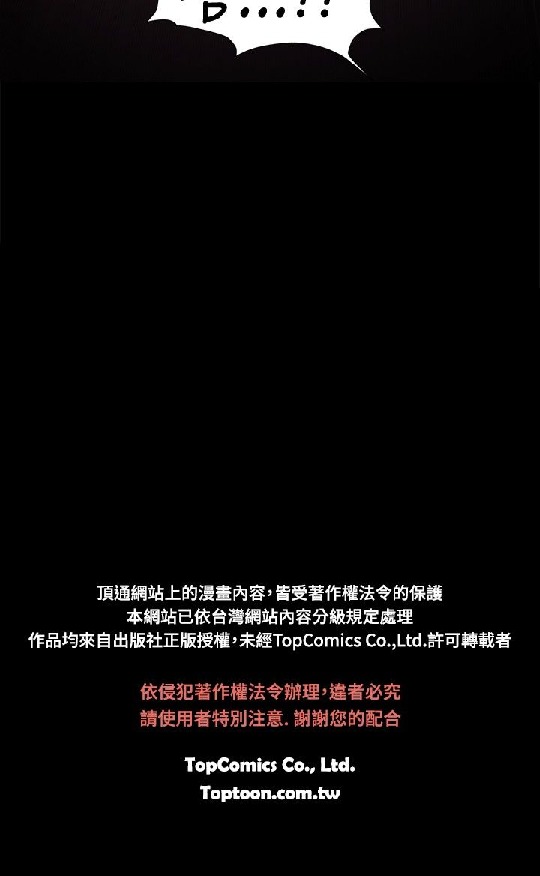 ...!?
頂通網站上的漫畫內容，皆受著作權法令的保護
本網站已依台灣網站內容分級規定處理
作品均來自出版社正版授權，未經TopComics Co.,Ltd.許可轉載者
依侵犯著作權法令辦理，違者必究
請使用者特別注意. 謝謝您的配合
TopComics Co., Ltd.
Toptoon.com.tw